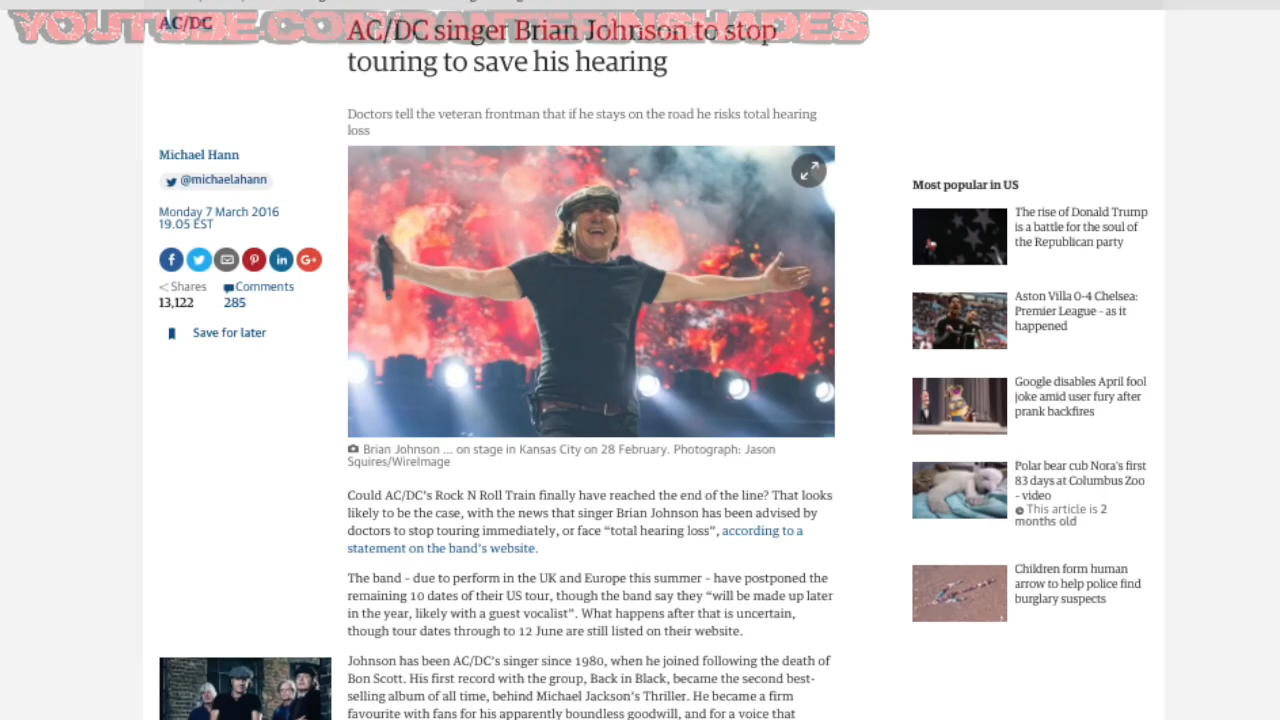 YOUTUBE.COM/RANTERINSHADES
AC/DC
AC/DC singer Brian Johnson to stop
touring to save his hearing
Doctors tell the veteran frontman that if he stays on the road he risks total hearing
loss
Michael Hann
@michaelahann
Monday 7 March 2016
19.05 EST
Shares
Comments
13,122
285
Save for later
Brian Johnson ... on stage in Kansas City on 28 February. Photograph: Jason
Squires/WireImage
Could AC/DC's Rock N Roll Train finally have reached the end of the line? That looks
likely to be the case, with the news that singer Brian Johnson has been advised by
doctors to stop touring immediately, or face “total hearing loss”, according to a
statement on the band's website.
The band – due to perform in the UK and Europe this summer – have postponed the
remaining 10 dates of their US tour, though the band say they “will be made up later
in the year, likely with a guest vocalist”. What happens after that is uncertain,
though tour dates through to 12 June are still listed on their website.
Johnson has been AC/DC's singer since 1980, when he joined following the death of
Bon Scott. His first record with the group, Back in Black, became the second best-
selling album of all time, behind Michael Jackson's Thriller. He became a firm
favourite with fans for his apparently boundless goodwill, and for a voice that
Most popular in US
The rise of Donald Trump
is a battle for the soul of
the Republican party
Aston Villa 0-4 Chelsea:
Premier League – as it
happened
Google disables April fool
joke amid user fury after
prank backfires
Polar bear cub Nora's first
83 days at Columbus Zoo
- video
This article is 2
months old
Children form human
arrow to help police find
burglary suspects